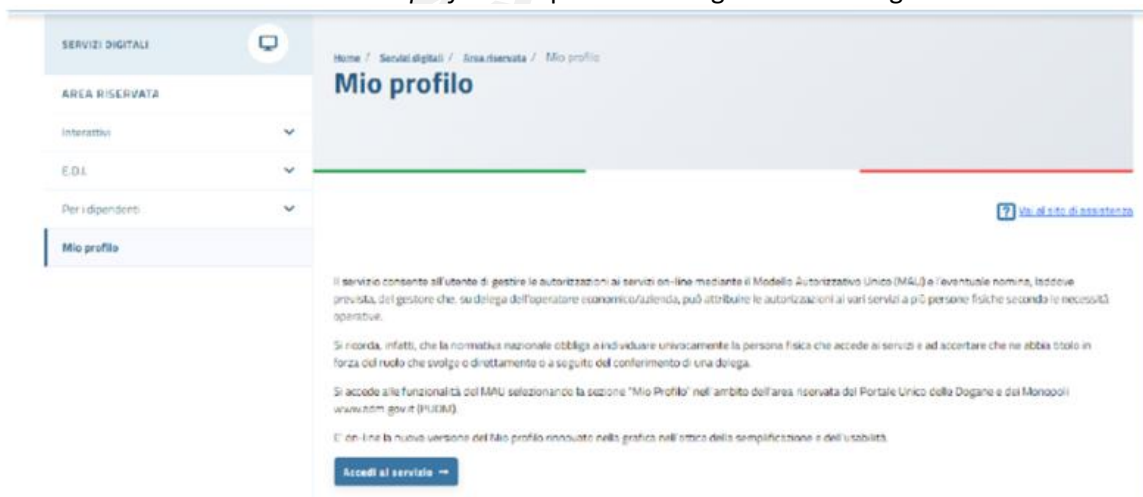 SERVIZI DIGITALI
AREA RISERVATA
Interattivi
E.D.I.
Per i dipendenti
Mio profilo
Home / Servizi digitali / Area riservata / Mio profilo
Mio profilo
? Vai al sito di assistenza
Il servizio consente all'utente di gestire le autorizzazioni ai servizi on-line mediante il Modello Autorizzativo Unico (MAU) e l'eventuale nomina, laddove
prevista, del gestore che, su delega dell'operatore economico/azienda, può attribuire le autorizzazioni ai vari servizi a più persone fisiche secondo le necessità
operative.
Si ricorda, infatti, che la normativa nazionale obbliga a individuare univocamente la persona fisica che accede ai servizi e ad accertare che ne abbia titolo in
forza del ruolo che svolge o direttamente o a seguito del conferimento di una delega.
Si accede alle funzionalità del MAU selezionando la sezione "Mio Profilo" nell'ambito dell'area riservata del Portale Unico delle Dogane e dei Monopoli
www.adm.gov.it (PUDM).
E' on-line la nuova versione del Mio profilo rinnovato nella grafica nell'ottica della semplificazione e dell'usabilità.
Accedi al servizio →